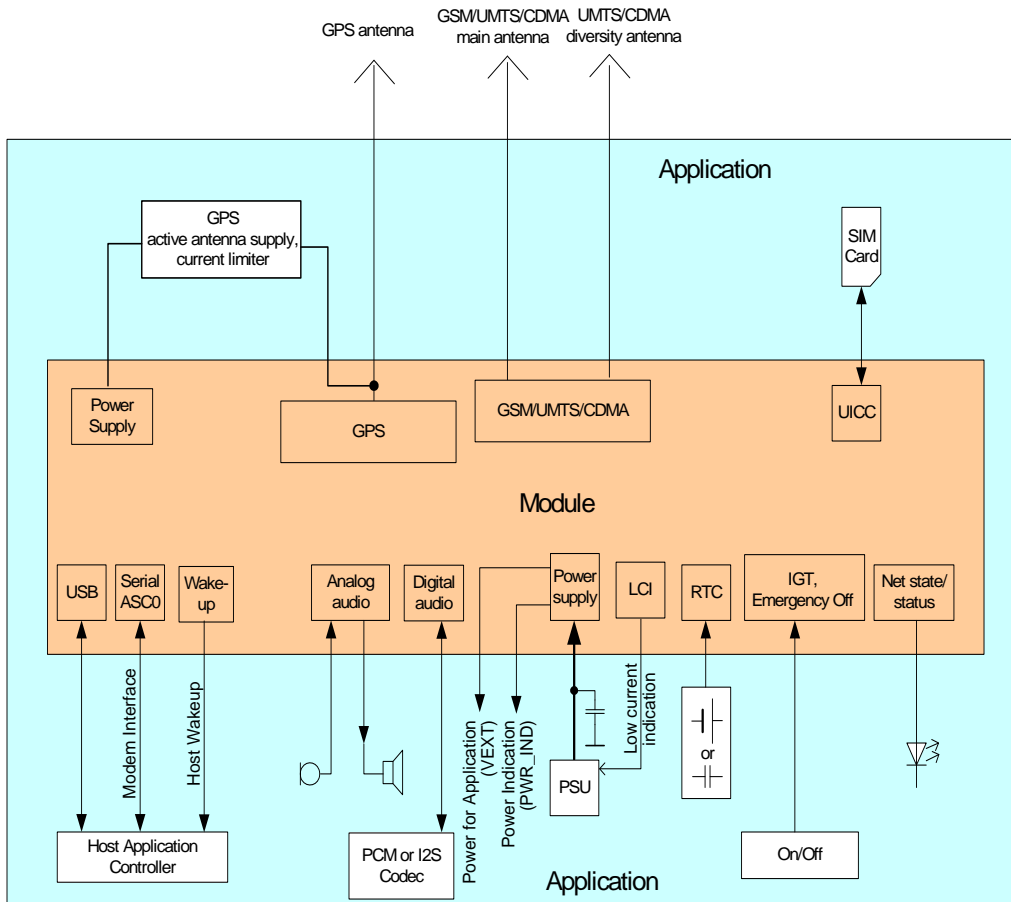 GPS antenna
GSM/UMTS/CDMA
main antenna
UMTS/CDMA
diversity antenna
Application
GPS
active antenna supply,
current limiter
SIM
Card
Power
Supply
GPS
GSM/UMTS/CDMA
UICC
Module
USB
Serial
ASC0
Wake-
up
Analog
audio
Digital
audio
Power
supply
LCI
RTC
IGT,
Emergency Off
Net state/
status
Modem Interface
Host Wakeup
Power for Application
(VEXT)
Power Indication
(PWR_IND)
Low current
indication
PSU
or
Host Application
Controller
PCM or I2S
Codec
On/Off
Application